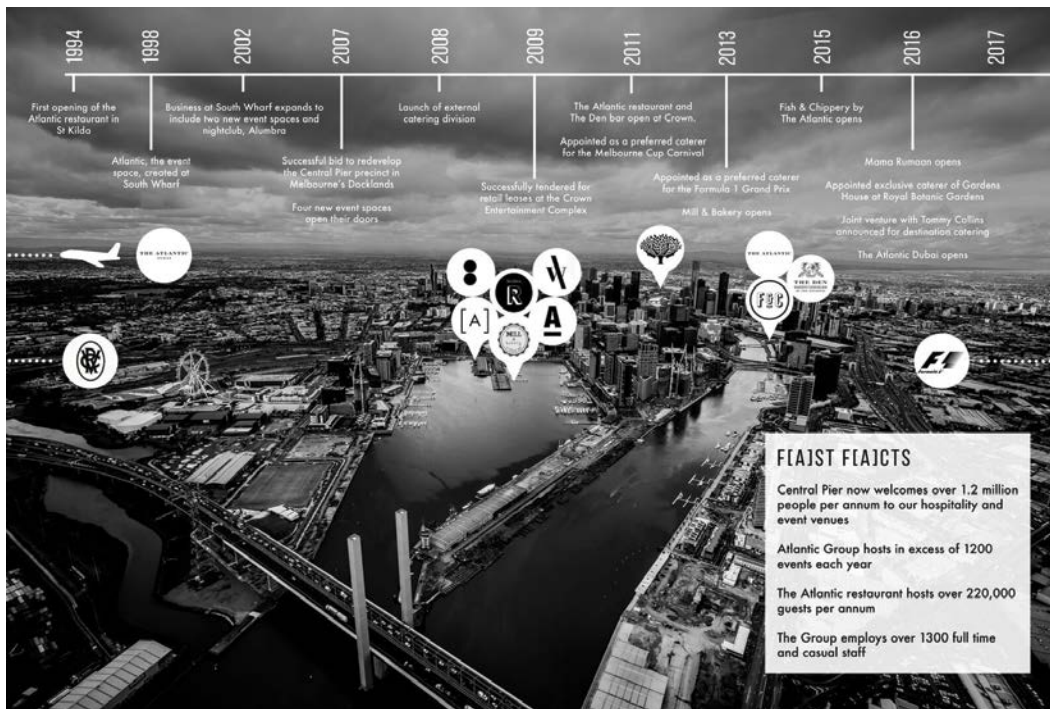 1994
1998
2002
2007
2008
2009
2011
2013
2015
2016
2017
First opening of the
Atlantic restaurant in
St Kilda
Atlantic, the event
space, created at
South Wharf
Business at South Wharf expands to
include two new event spaces and
nightclub, Alumbra
Successful bid to redevelop
the Central Pier precinct in
Melbourne's Docklands
Four new event spaces
open their doors
Launch of external
catering division
Successfully tendered for
retail leases at the Crown
Entertainment Complex
The Atlantic restaurant and
The Den bar open at Crown.
Appointed as a preferred caterer
for the Melbourne Cup Carnival
Appointed as a preferred caterer
for the Formula 1 Grand Prix
Mill & Bakery opens
Fish & Chippery by
The Atlantic opens
Mama Rumaan opens
Appointed exclusive caterer of Gardens
House at Royal Botanic Gardens
Joint venture with Tommy Collins
announced for destination catering
The Atlantic Dubai opens
THE ATLANTIC
R
[A]
MILL
A
THE ATLANTIC
THE DEN
F&C
VRC
F1
Formula 1
F[A]ST F[A]CTS
Central Pier now welcomes over 1.2 million
people per annum to our hospitality and
event venues
Atlantic Group hosts in excess of 1200
events each year
The Atlantic restaurant hosts over 220,000
guests per annum
The Group employs over 1300 full time
and casual staff